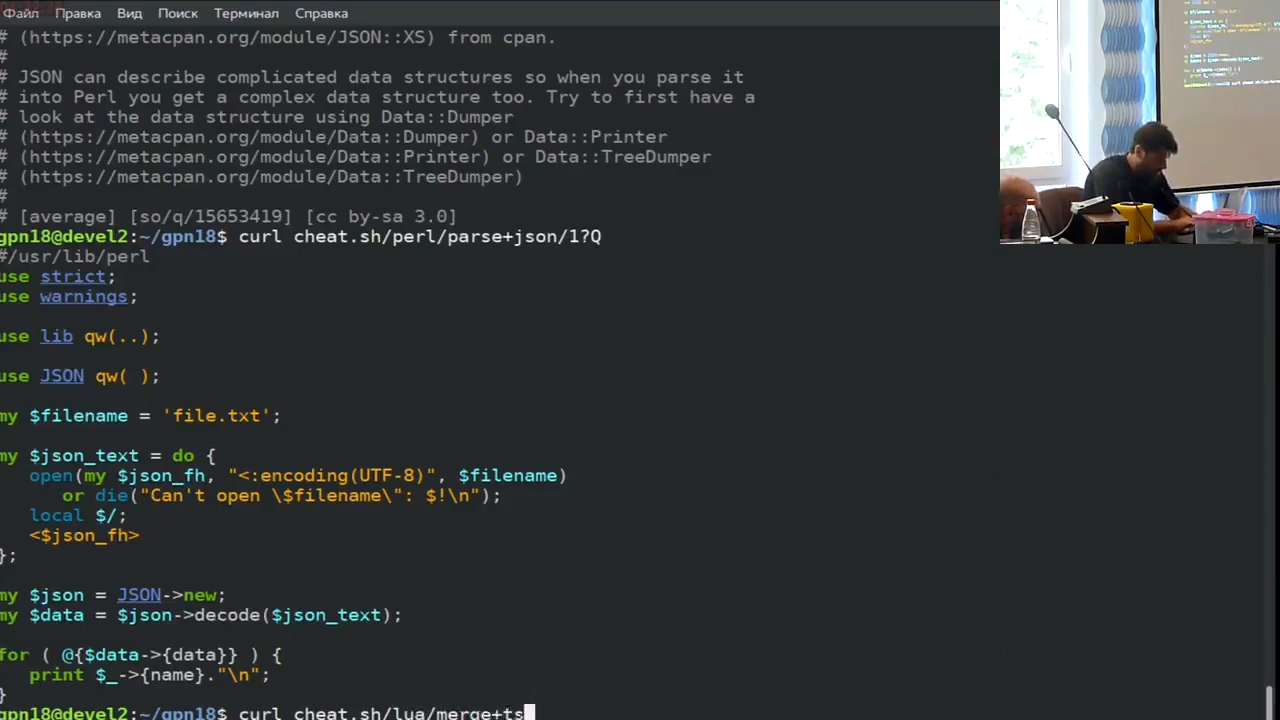 Файл Правка Вид Поиск Терминал Справка
# (https://metacpan.org/module/JSON::XS) from cpan.
#
# JSON can describe complicated data structures so when you parse it
# into Perl you get a complex data structure too. Try to first have a
# look at the data structure using Data::Dumper
# (https://metacpan.org/module/Data::Dumper) or Data::Printer
# (https://metacpan.org/module/Data::Printer) or Data::TreeDumper
# (https://metacpan.org/module/Data::TreeDumper)
#
# [average] [so/q/15653419] [cc by-sa 3.0]
gpn18@devel2:~/gpn18$ curl cheat.sh/perl/parse+json/1?Q
#/usr/lib/perl
use strict;
use warnings;
use lib qw(..);
use JSON qw( );
my $filename = 'file.txt';
my $json_text = do {
open(my $json_fh, "<:encoding(UTF-8)", $filename)
or die("Can't open \$filename\": $!\n");
local $/;
<$json_fh>
};
my $json = JSON->new;
my $data = $json->decode($json_text);
for ( @{$data->{data}} ) {
print $_->{name}."\n";
}
gpn18@devel2:~/gpn18$ curl cheat.sh/lua/merge+ts